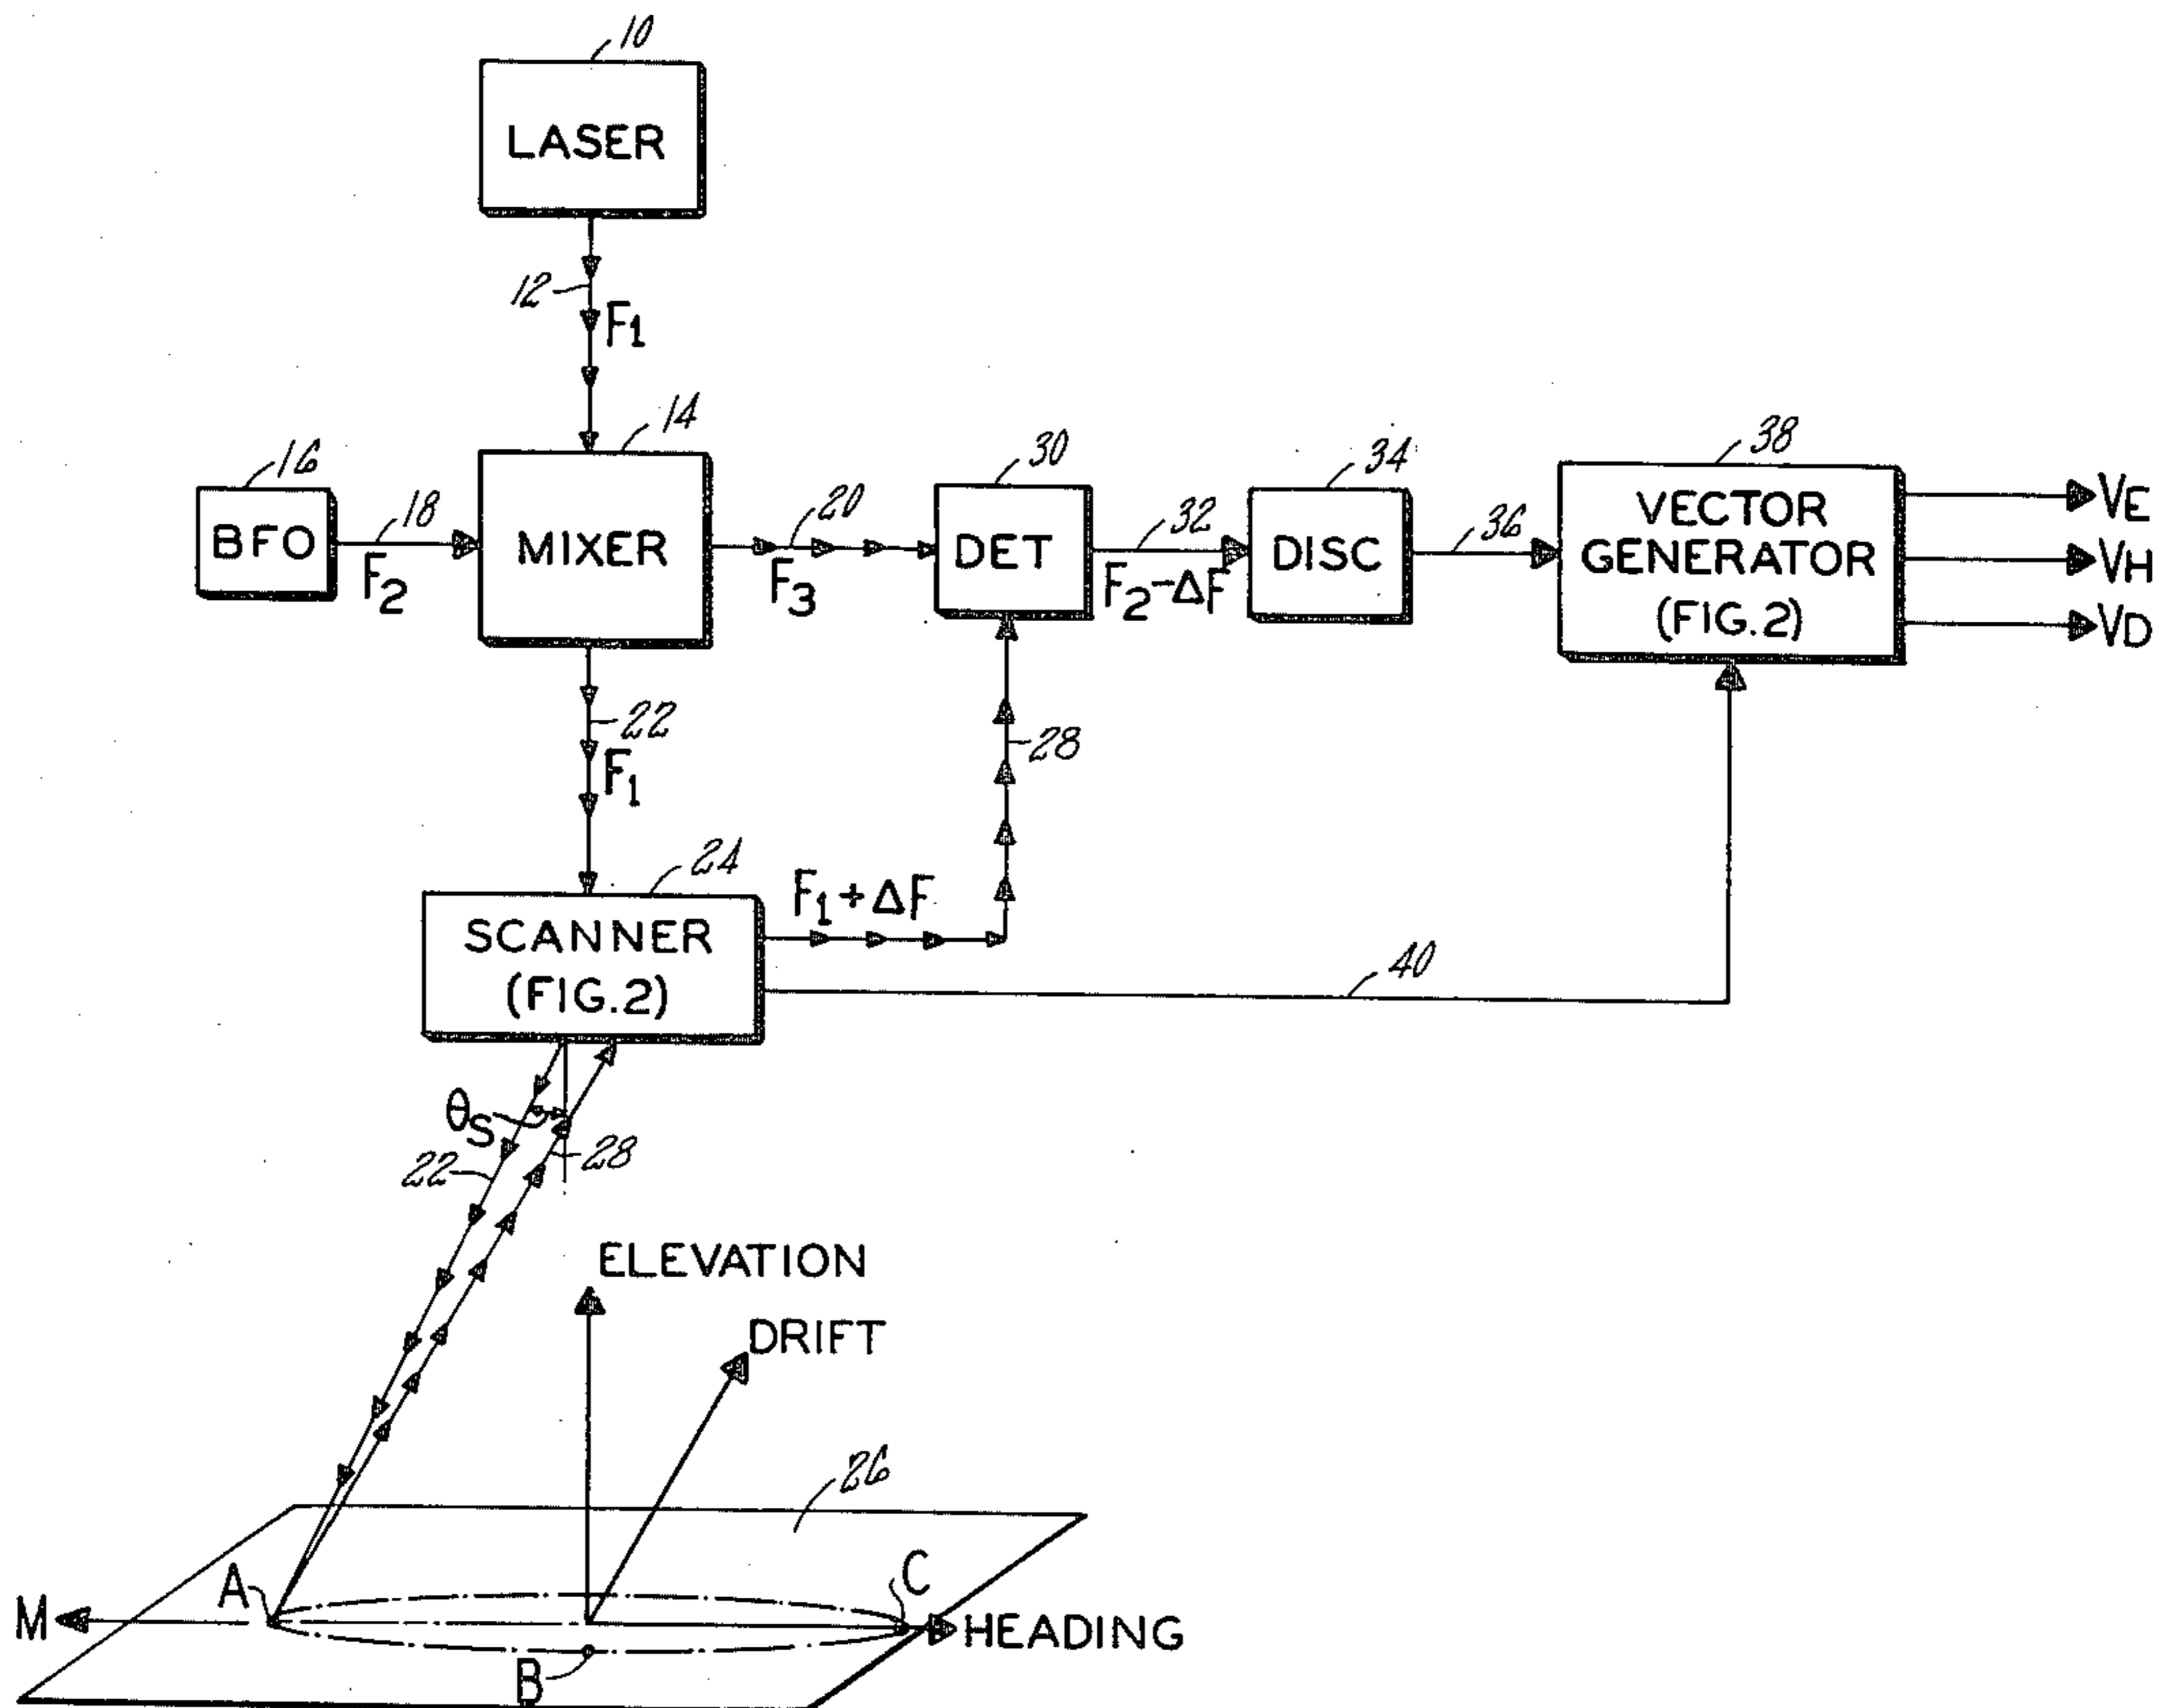 10
LASER
12
F1
14
16
BFO
18
F2
MIXER
20
F3
30
DET
32
F2-ΔF
34
DISC
36
38
VECTOR
GENERATOR
(FIG.2)
VE
VH
VD
22
F1
28
24
SCANNER
(FIG.2)
F1+ΔF
40
θS
22
28
ELEVATION
DRIFT
26
A
C
M
HEADING
B